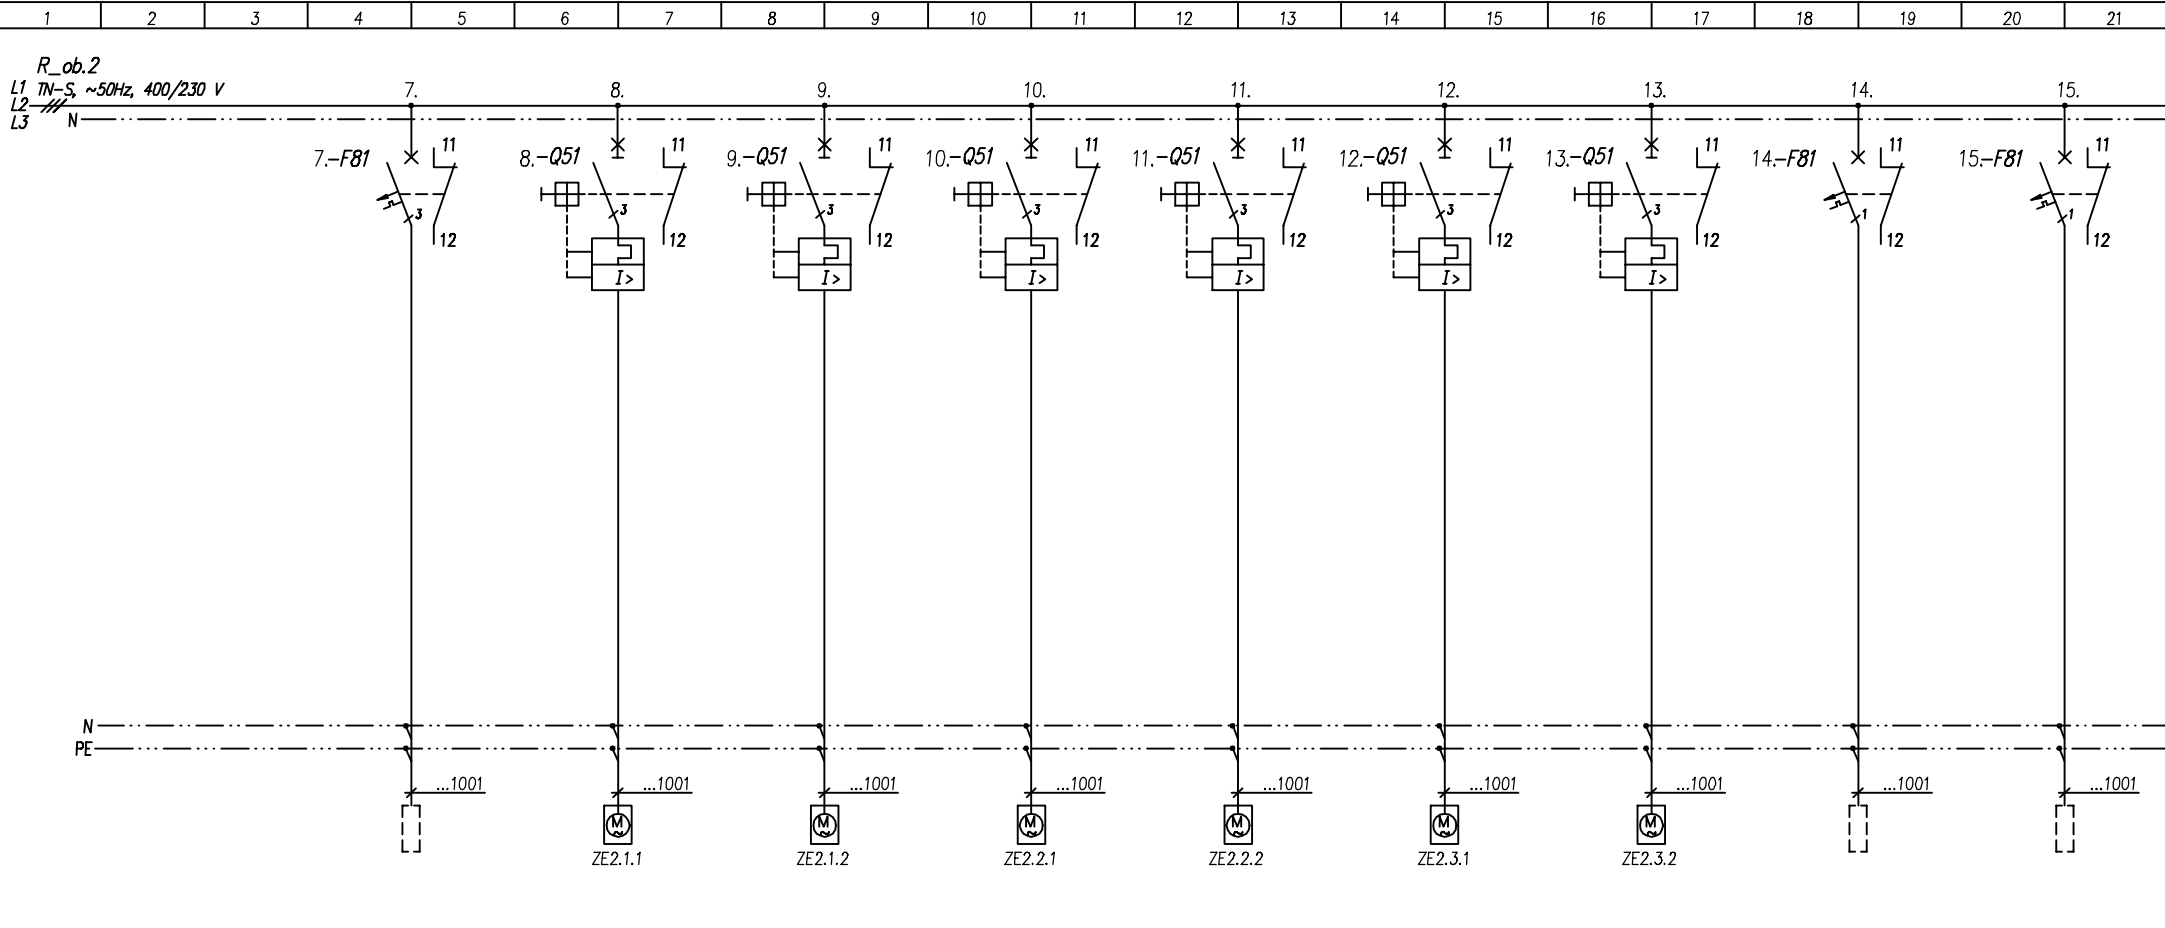 1 2 3 4 5 6 7 8 9 10 11 12 13 14 15 16 17 18 19 20 21
R_ob.2
L1 TN-S, ~50Hz, 400/230 V
L2
L3 N
7. 8. 9. 10. 11. 12. 13. 14. 15.
11 11 11 11 11 11 11 11 11
7.-F81 8.-Q51 9.-Q51 10.-Q51 11.-Q51 12.-Q51 13.-Q51 14.-F81 15.-F81
3 3 3 3 3 3 3 1 1
12 12 12 12 12 12 12 12 12
I> I> I> I> I> I>
N
PE
...1001 ...1001 ...1001 ...1001 ...1001 ...1001 ...1001 ...1001 ...1001
M M M M M M
~ ~ ~ ~ ~ ~
ZE2.1.1 ZE2.1.2 ZE2.2.1 ZE2.2.2 ZE2.3.1 ZE2.3.2